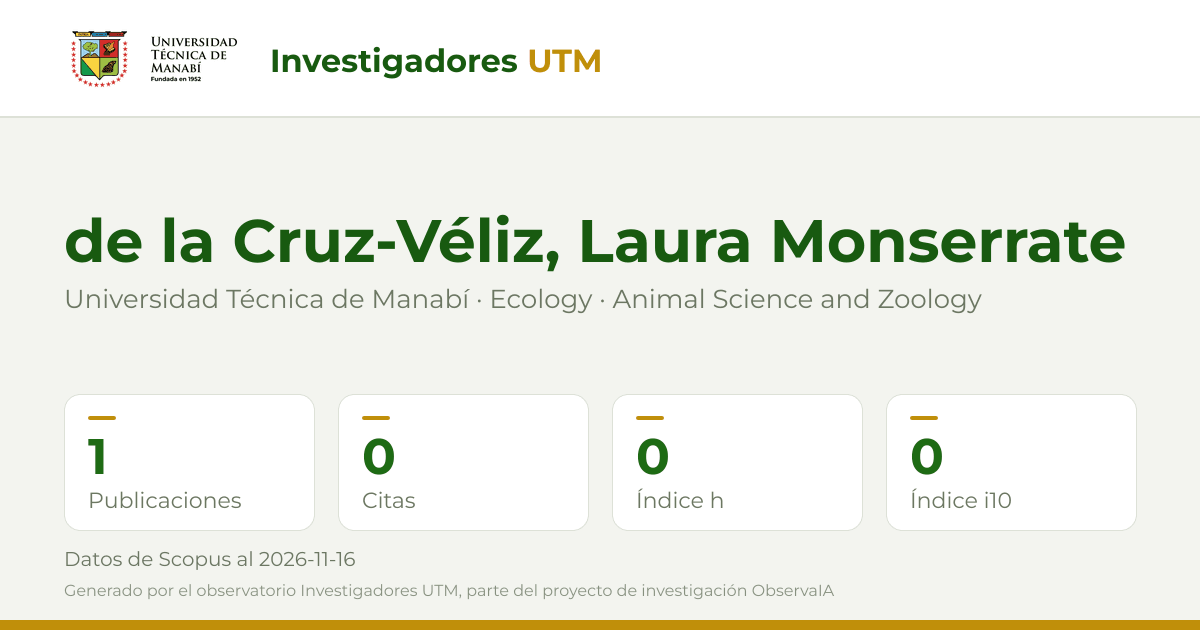 UNIVERSIDAD
TÉCNICA DE
MANABÍ
Fundada en 1952
Investigadores UTM
de la Cruz-Véliz, Laura Monserrate
Universidad Técnica de Manabí · Ecology · Animal Science and Zoology
1
Publicaciones
0
Citas
0
Índice h
0
Índice i10
Datos de Scopus al 2026-11-16
Generado por el observatorio Investigadores UTM, parte del proyecto de investigación ObservaIA